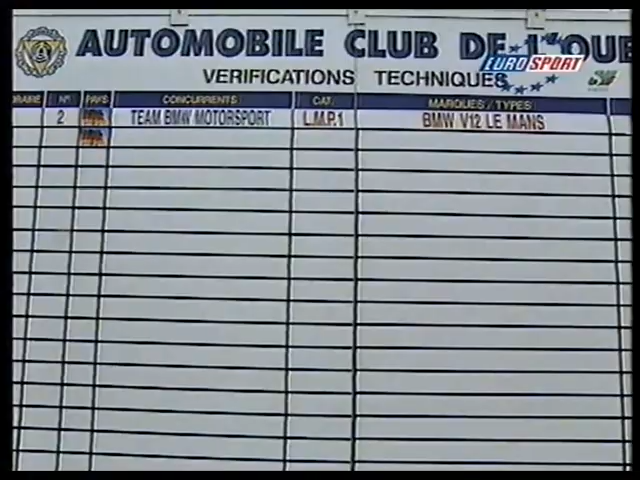 AUTOMOBILE CLUB DE L'OUE
EUROSPORT
VERIFICATIONS TECHNIQUES
ORAIRE N° PAYS CONCURRENTS CAT. MARQUES / TYPES
2 TEAM BMW MOTORSPORT L.M.P.1 BMW V12 LE MANS